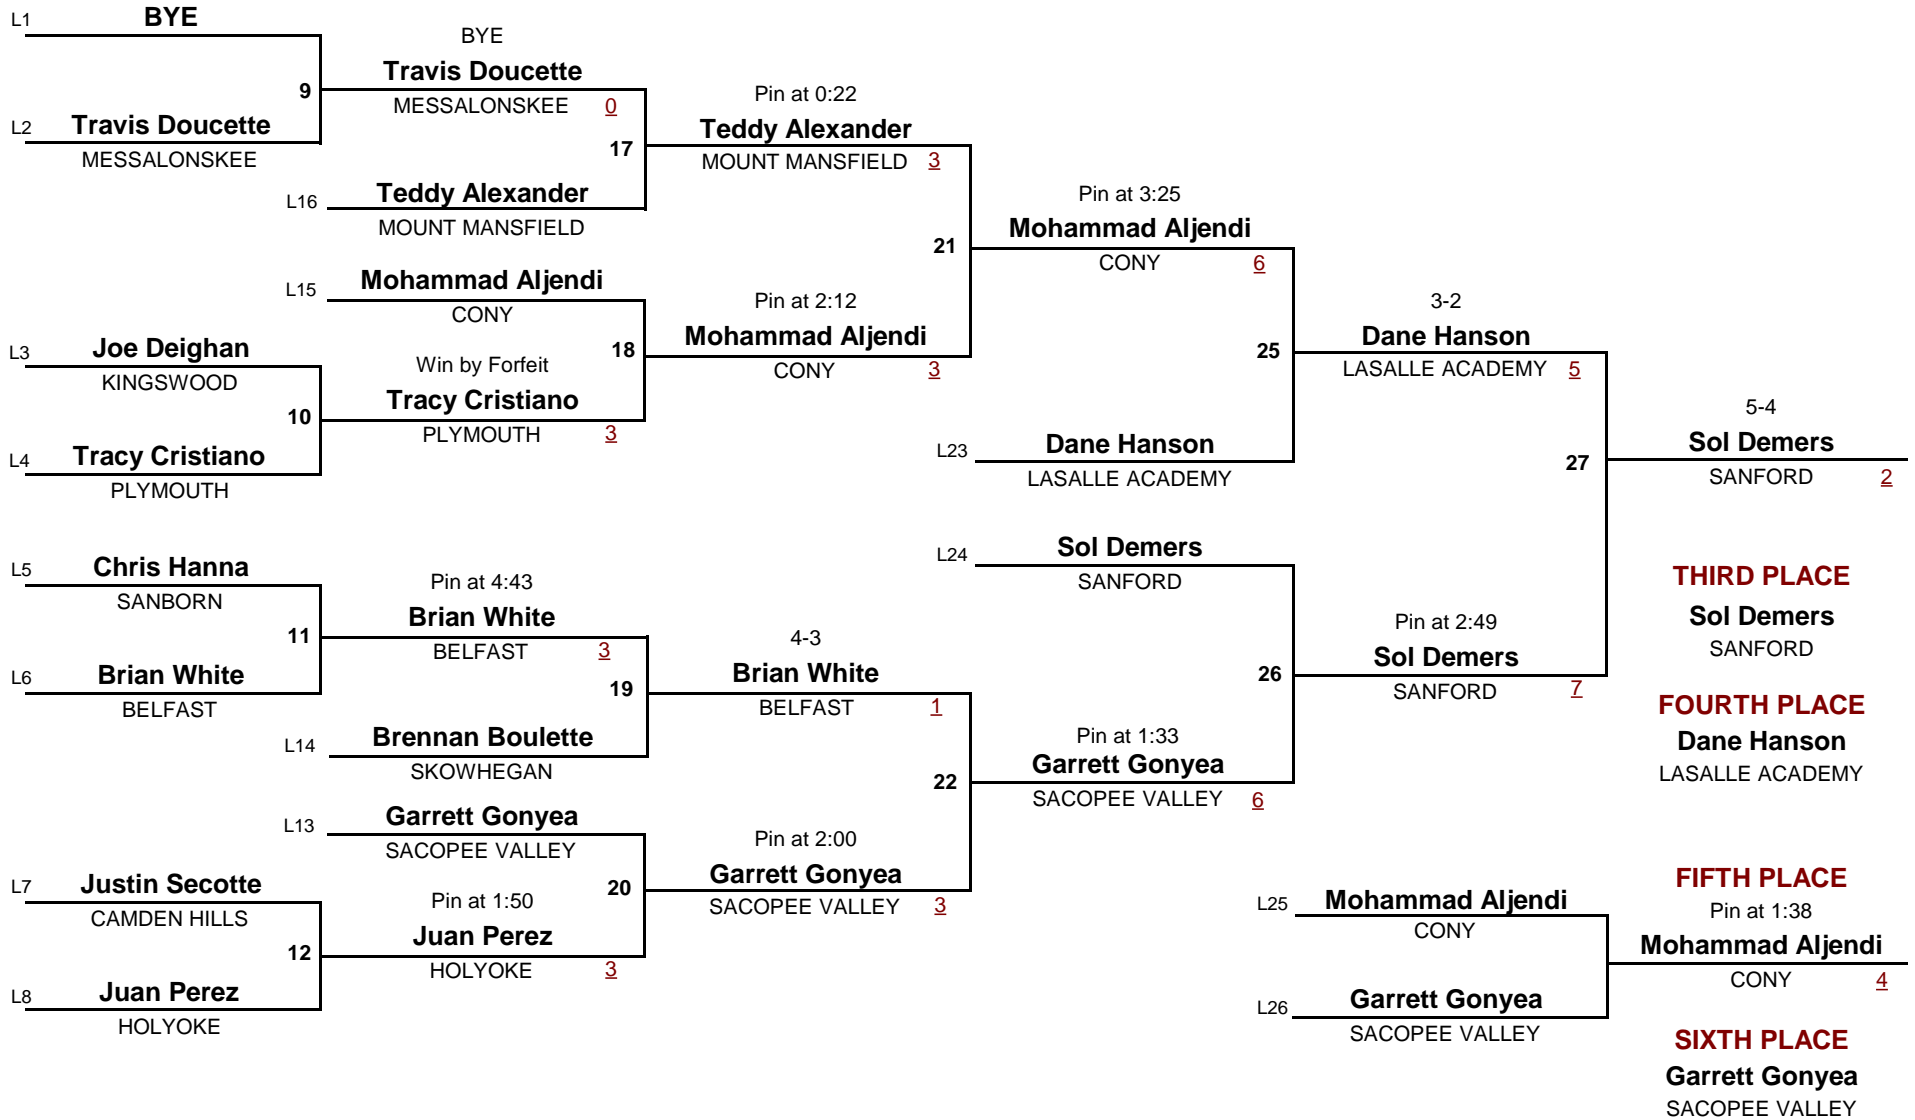 L1
BYE
9
L2
Travis Doucette
MESSALONSKEE
BYE
Travis Doucette
MESSALONSKEE 0
17
L16
Teddy Alexander
MOUNT MANSFIELD
Pin at 0:22
Teddy Alexander
MOUNT MANSFIELD 3
21
L15
Mohammad Aljendi
CONY
L3
Joe Deighan
KINGSWOOD
10
L4
Tracy Cristiano
PLYMOUTH
Win by Forfeit
Tracy Cristiano
PLYMOUTH 3
18
Pin at 2:12
Mohammad Aljendi
CONY 3
Pin at 3:25
Mohammad Aljendi
CONY 6
25
L23
Dane Hanson
LASALLE ACADEMY
3-2
Dane Hanson
LASALLE ACADEMY 5
27
5-4
Sol Demers
SANFORD 2
L5
Chris Hanna
SANBORN
11
L6
Brian White
BELFAST
Pin at 4:43
Brian White
BELFAST 3
19
L14
Brennan Boulette
SKOWHEGAN
4-3
Brian White
BELFAST 1
22
L13
Garrett Gonyea
SACOPEE VALLEY
L7
Justin Secotte
CAMDEN HILLS
12
L8
Juan Perez
HOLYOKE
Pin at 1:50
Juan Perez
HOLYOKE 3
20
Pin at 2:00
Garrett Gonyea
SACOPEE VALLEY 3
L24
Sol Demers
SANFORD
26
Pin at 1:33
Garrett Gonyea
SACOPEE VALLEY 6
Pin at 2:49
Sol Demers
SANFORD 7
THIRD PLACE
Sol Demers
SANFORD
FOURTH PLACE
Dane Hanson
LASALLE ACADEMY
L25
Mohammad Aljendi
CONY
L26
Garrett Gonyea
SACOPEE VALLEY
FIFTH PLACE
Pin at 1:38
Mohammad Aljendi
CONY 4
SIXTH PLACE
Garrett Gonyea
SACOPEE VALLEY